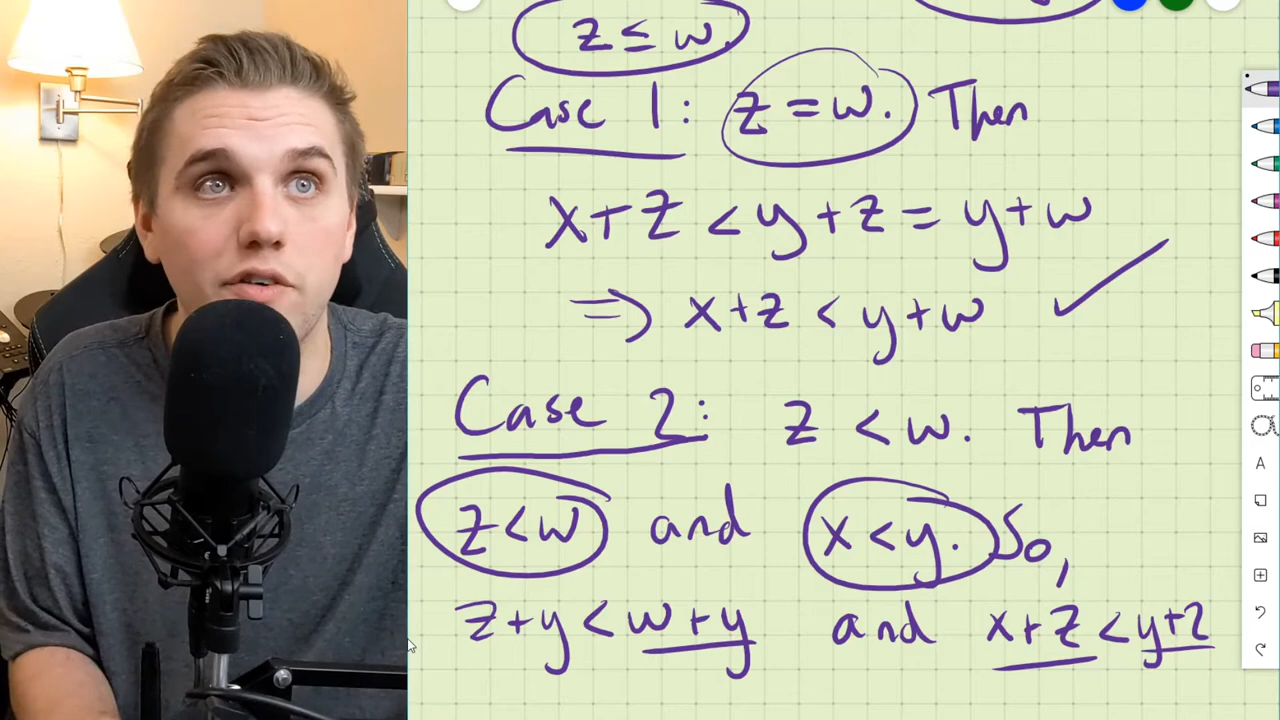 z ≤ w.
Case 1: z = w. Then
x+z < y+z = y+w
⇒ x+z < y+w ✓
Case 2: z < w. Then
z < w and x < y. So,
z+y < w+y and x+z < y+z
A